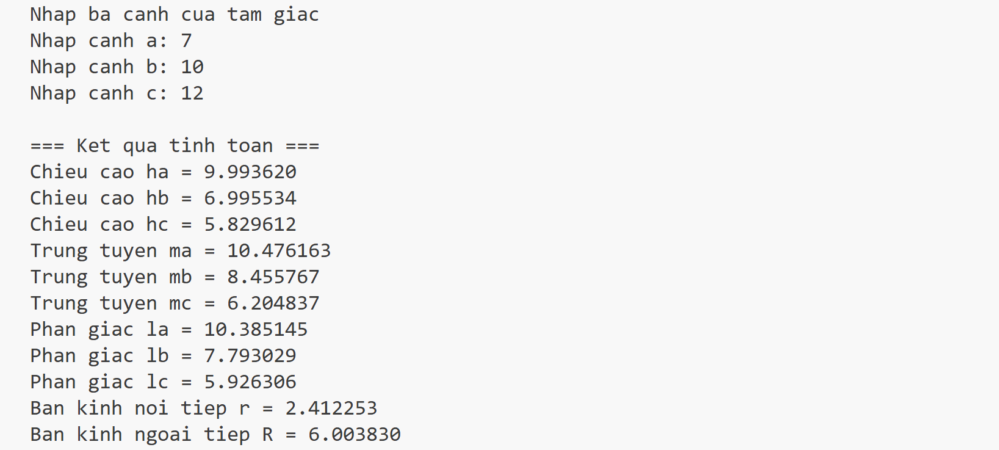 Nhap ba canh cua tam giac
Nhap canh a: 7
Nhap canh b: 10
Nhap canh c: 12
=== Ket qua tinh toan ===
Chieu cao ha = 9.993620
Chieu cao hb = 6.995534
Chieu cao hc = 5.829612
Trung tuyen ma = 10.476163
Trung tuyen mb = 8.455767
Trung tuyen mc = 6.204837
Phan giac la = 10.385145
Phan giac lb = 7.793029
Phan giac lc = 5.926306
Ban kinh noi tiep r = 2.412253
Ban kinh ngoai tiep R = 6.003830